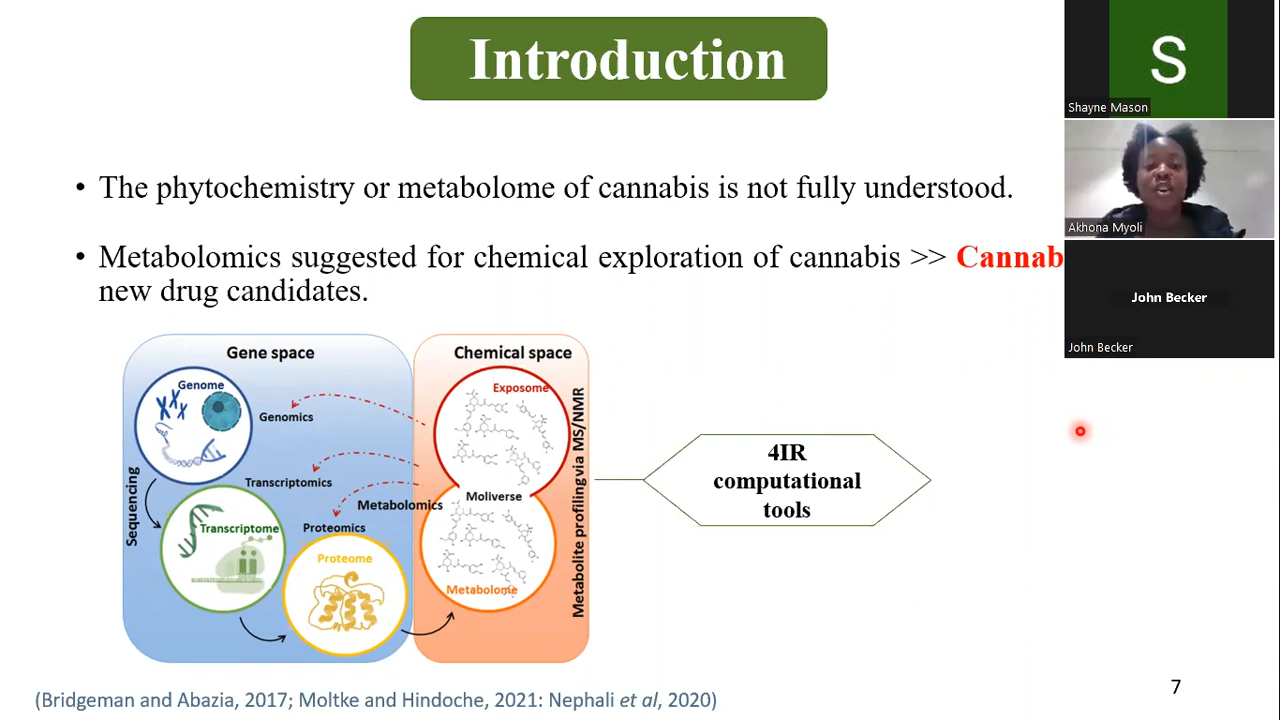 Introduction
• The phytochemistry or metabolome of cannabis is not fully understood.
• Metabolomics suggested for chemical exploration of cannabis >> Cannab
new drug candidates.
Gene space
Genome
Genomics
Transcriptomics
Sequencing
Transcriptome
Proteomics
Proteome
Metabolomics
Chemical space
Exposome
Moliverse
Metabolome
Metabolite profilingvia MS/NMR
4IR
computational
tools
(Bridgeman and Abazia, 2017; Moltke and Hindoche, 2021: Nephali et al, 2020)
7
S
Shayne Mason
Akhona Myoli
John Becker
John Becker